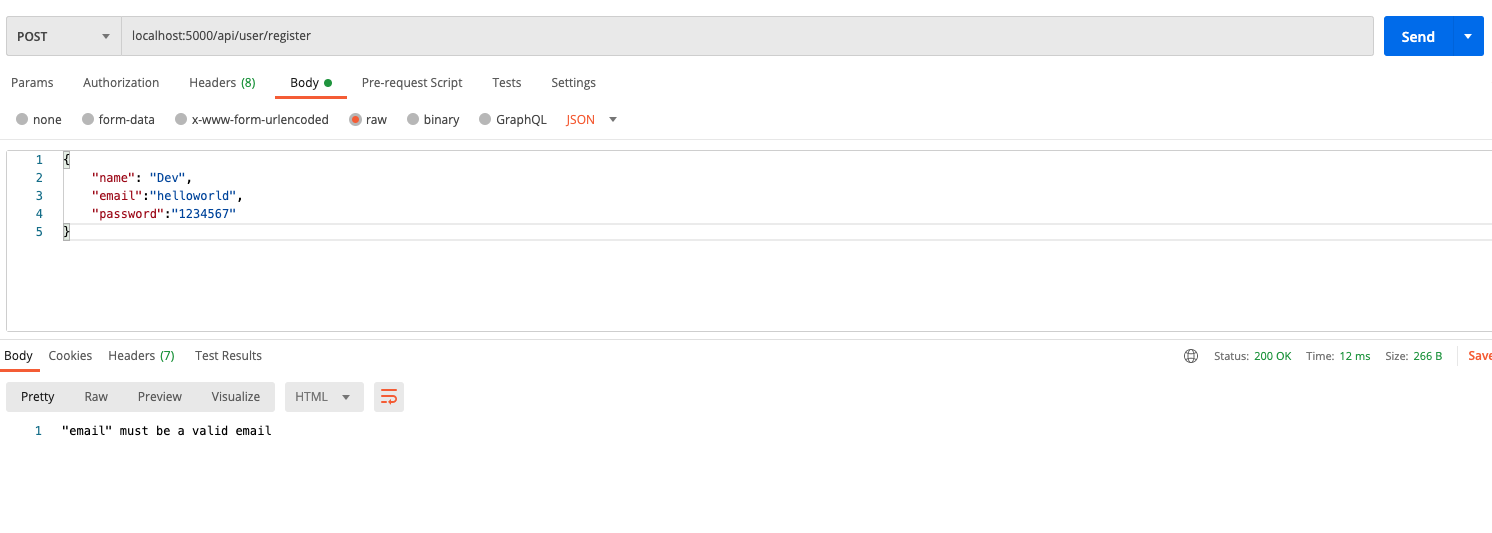 POST localhost:5000/api/user/register Send
Params Authorization Headers (8) Body Pre-request Script Tests Settings
none form-data x-www-form-urlencoded raw binary GraphQL JSON
1 {
2 "name": "Dev",
3 "email":"helloworld",
4 "password":"1234567"
5 }
Body Cookies Headers (7) Test Results Status: 200 OK Time: 12 ms Size: 266 B Save
Pretty Raw Preview Visualize HTML
1 "email" must be a valid email